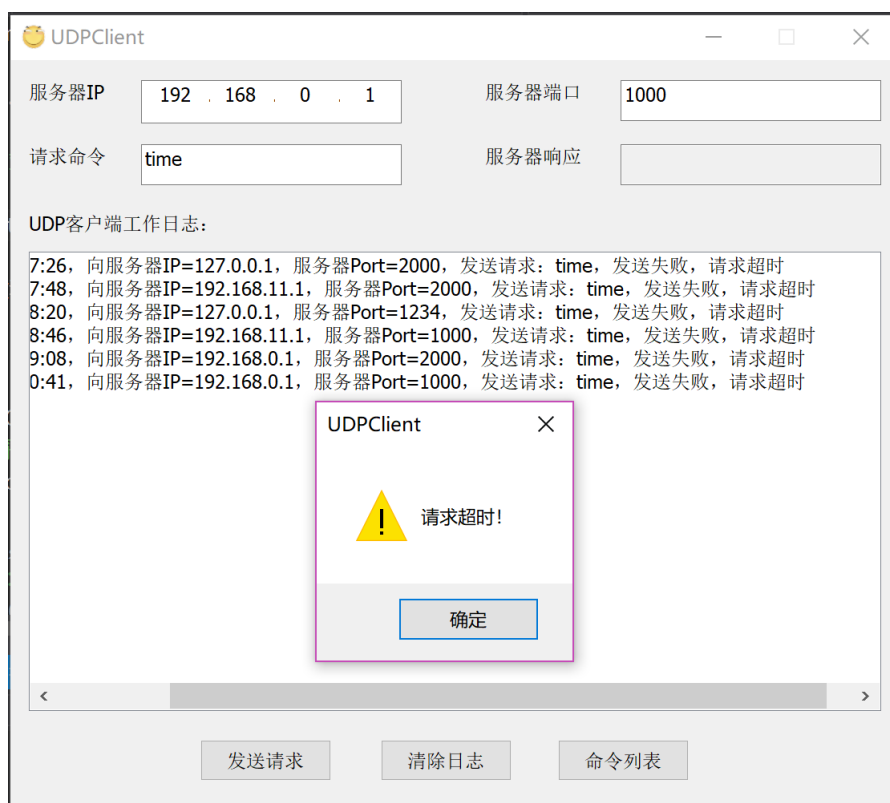 UDPClient
服务器IP 192 . 168 . 0 . 1 服务器端口 1000
请求命令 time 服务器响应
UDP客户端工作日志：
7:26，向服务器IP=127.0.0.1，服务器Port=2000，发送请求：time，发送失败，请求超时
7:48，向服务器IP=192.168.11.1，服务器Port=2000，发送请求：time，发送失败，请求超时
8:20，向服务器IP=127.0.0.1，服务器Port=1234，发送请求：time，发送失败，请求超时
8:46，向服务器IP=192.168.11.1，服务器Port=1000，发送请求：time，发送失败，请求超时
9:08，向服务器IP=192.168.0.1，服务器Port=2000，发送请求：time，发送失败，请求超时
0:41，向服务器IP=192.168.0.1，服务器Port=1000，发送请求：time，发送失败，请求超时
UDPClient
请求超时！
确定
发送请求 清除日志 命令列表